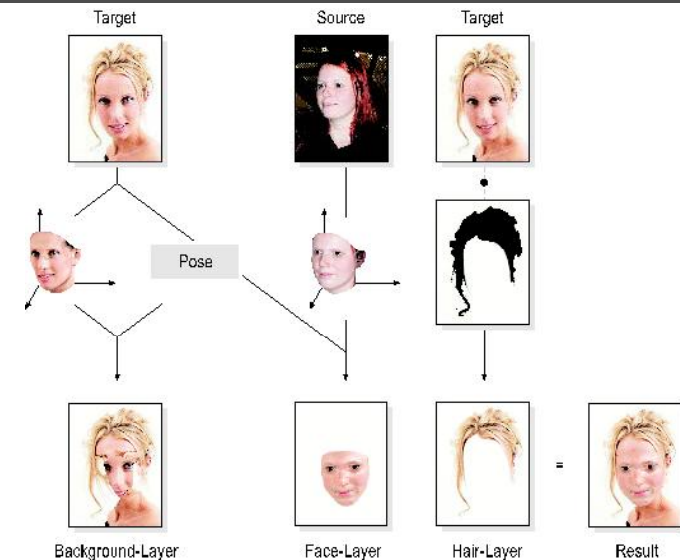 Target
Source
Target
Pose
=
Background-Layer
Face-Layer
Hair-Layer
Result